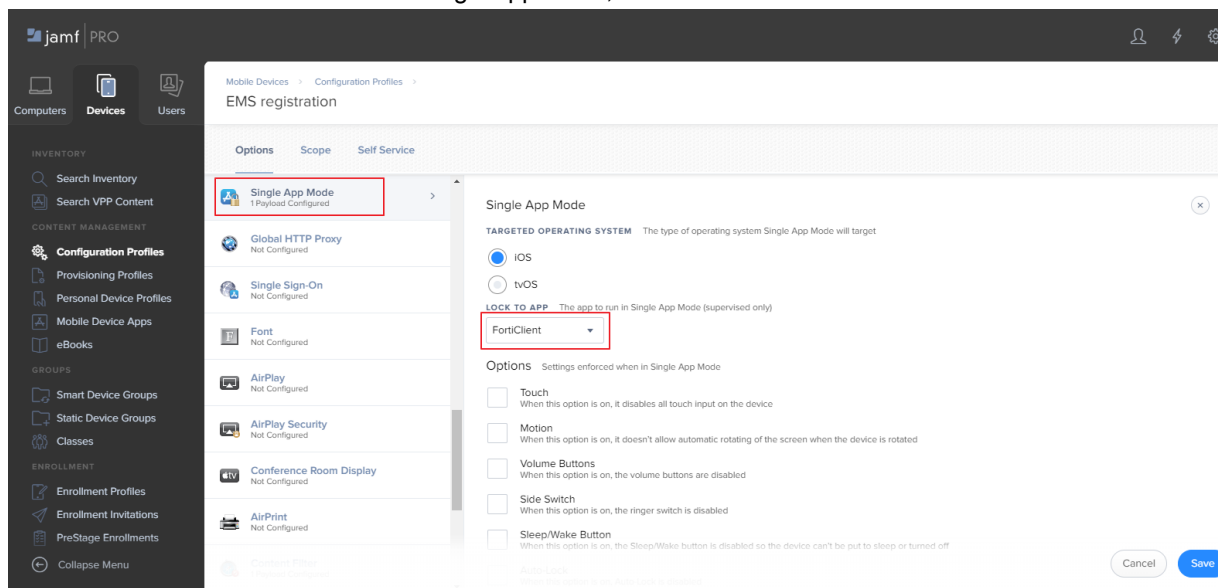 jamf PRO
Computers
Devices
Users
Mobile Devices > Configuration Profiles >
EMS registration
INVENTORY
Search Inventory
Search VPP Content
CONTENT MANAGEMENT
Configuration Profiles
Provisioning Profiles
Personal Device Profiles
Mobile Device Apps
eBooks
GROUPS
Smart Device Groups
Static Device Groups
Classes
ENROLLMENT
Enrollment Profiles
Enrollment Invitations
PreStage Enrollments
Collapse Menu
Options Scope Self Service
Single App Mode
1 Payload Configured
Global HTTP Proxy
Not Configured
Single Sign-On
Not Configured
Font
Not Configured
AirPlay
Not Configured
AirPlay Security
Not Configured
Conference Room Display
Not Configured
AirPrint
Not Configured
Content Filter
1 Payload Configured
Single App Mode
TARGETED OPERATING SYSTEM The type of operating system Single App Mode will target
iOS
tvOS
LOCK TO APP The app to run in Single App Mode (supervised only)
FortiClient
Options Settings enforced when in Single App Mode
Touch
When this option is on, it disables all touch input on the device
Motion
When this option is on, it doesn't allow automatic rotating of the screen when the device is rotated
Volume Buttons
When this option is on, the volume buttons are disabled
Side Switch
When this option is on, the ringer switch is disabled
Sleep/Wake Button
When this option is on, the Sleep/Wake button is disabled so the device can't be put to sleep or turned off
Auto-Lock
Cancel
Save